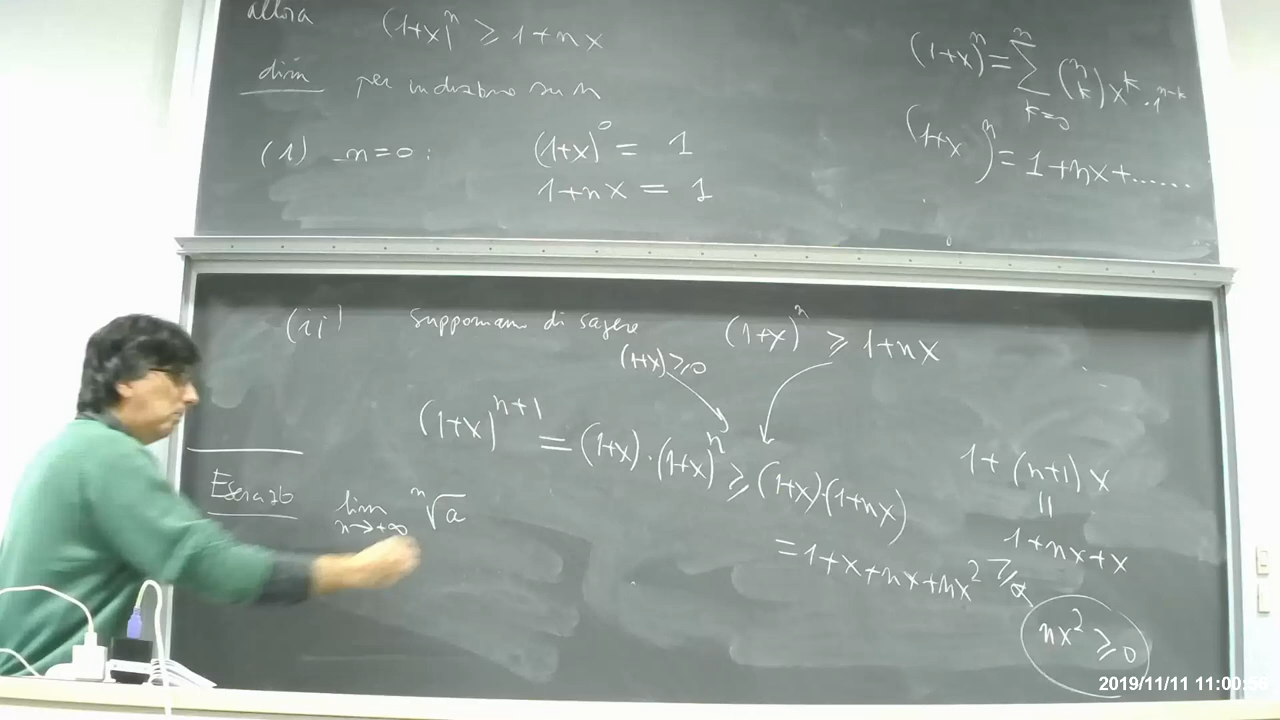 allora (1+x)^n ≥ 1+nx
dim per induzione su n
(1) n=0: (1+x)^0 = 1
1+nx = 1
(1+x)^n = ∑_{k=0}^{n} (n k) x^k · 1^{n-k}
(1+x)^n = 1+nx+......
(ii) Supponiamo di sapere (1+x)^n ≥ 1+nx
(1+x) ≥ 0
(1+x)^{n+1} = (1+x)·(1+x)^n ≥ (1+x)·(1+nx)
= 1+x+nx+nx^2 ≥
1+(n+1)x
=
1+nx+x
nx^2 ≥ 0
Esercizio lim_{n→+∞} ^n√a
2019/11/11 11:00:56